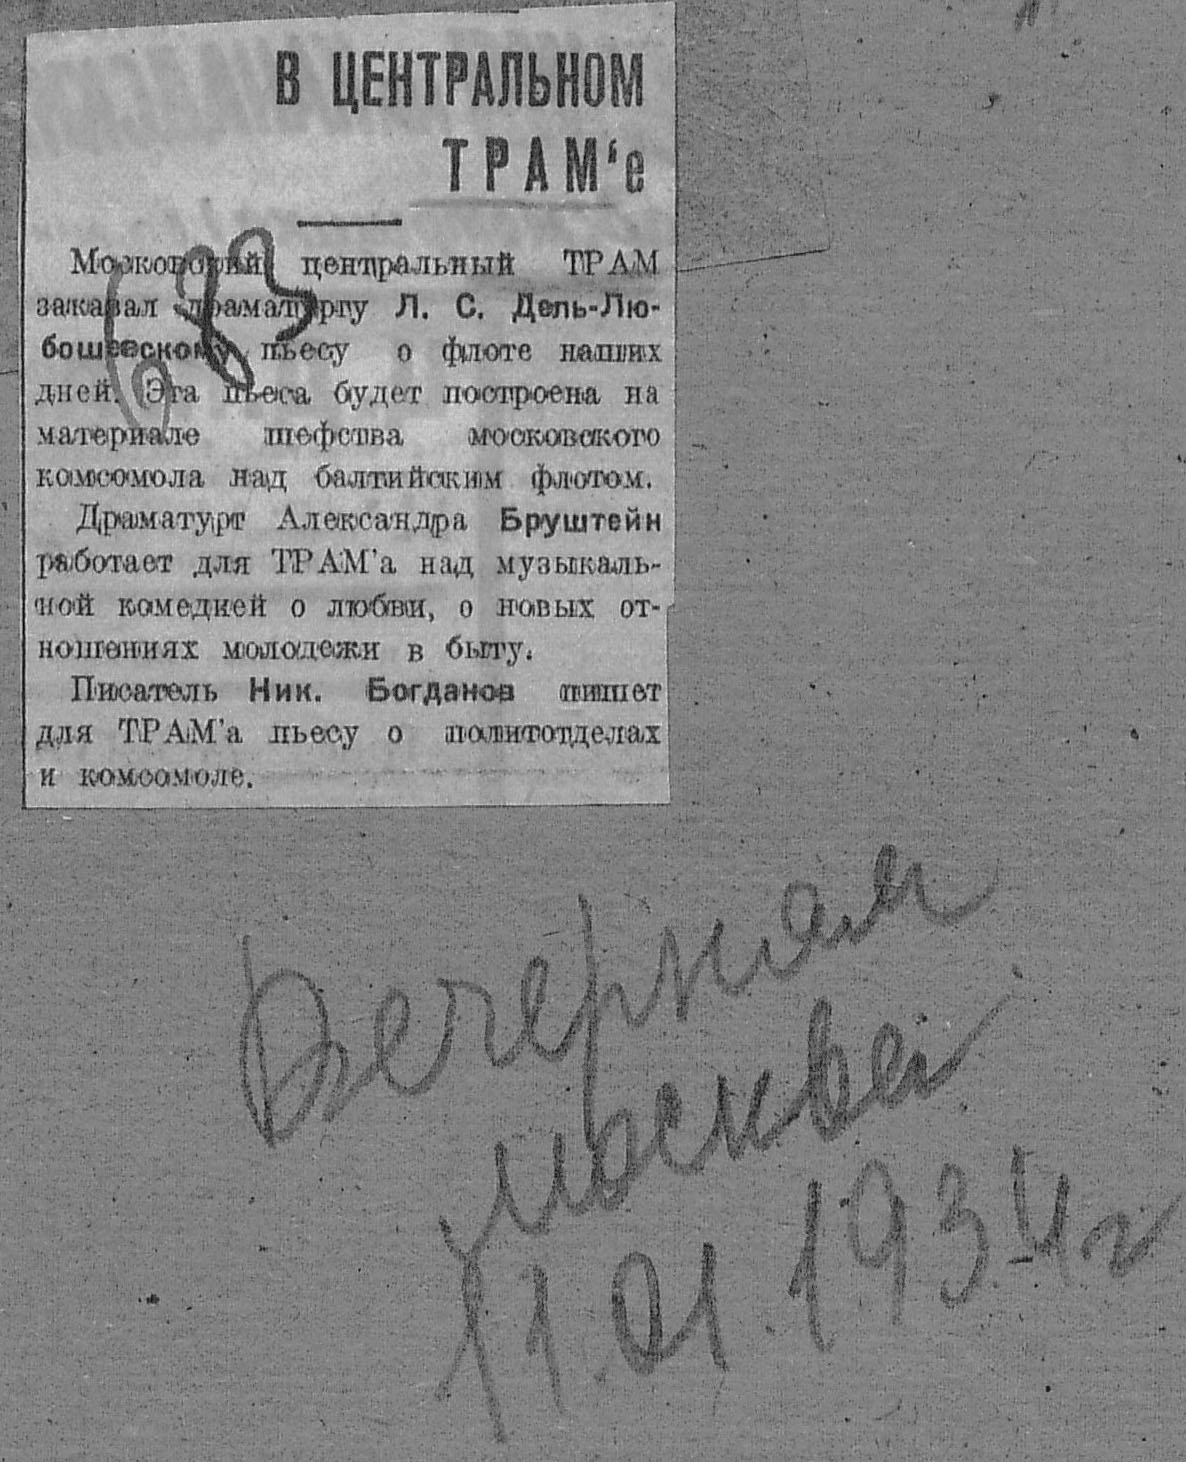 В ЦЕНТРАЛЬНОМ
ТРАМ‘е
Московский центральный ТРАМ
заказал драматургу Л. С. Дель-Лю-
бошевскому пьесу о флоте наших
дней. Эта пьеса будет построена на
материале шефства московского
комсомола над балтийским флотом.
Драматург Александра Бруштейн
работает для ТРАМ'а над музыкаль-
ной комедией о любви, о новых от-
ношениях молодежи в быту.
Писатель Ник. Богданов пишет
для ТРАМ'а пьесу о политотделах
и комсомоле.
Вечерняя
Москва
11.01.1934г